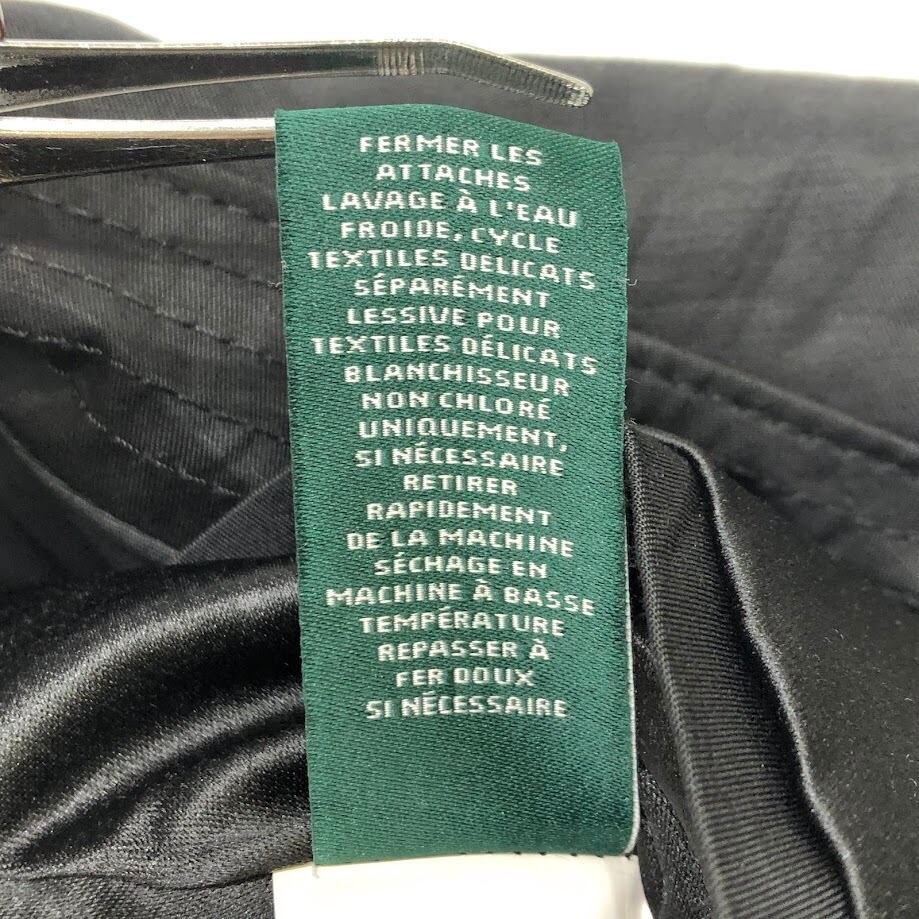 FERMER LES
ATTACHES
LAVAGE À L'EAU
FROIDE, CYCLE
TEXTILES DELICATS
SÉPARÉMENT
LESSIVE POUR
TEXTILES DÉLICATS
BLANCHISSEUR
NON CHLORÉ
UNIQUEMENT,
SI NÉCESSAIRE
RETIRER
RAPIDEMENT
DE LA MACHINE
SÉCHAGE EN
MACHINE À BASSE
TEMPÉRATURE
REPASSER À
FER DOUX
SI NÉCESSAIRE